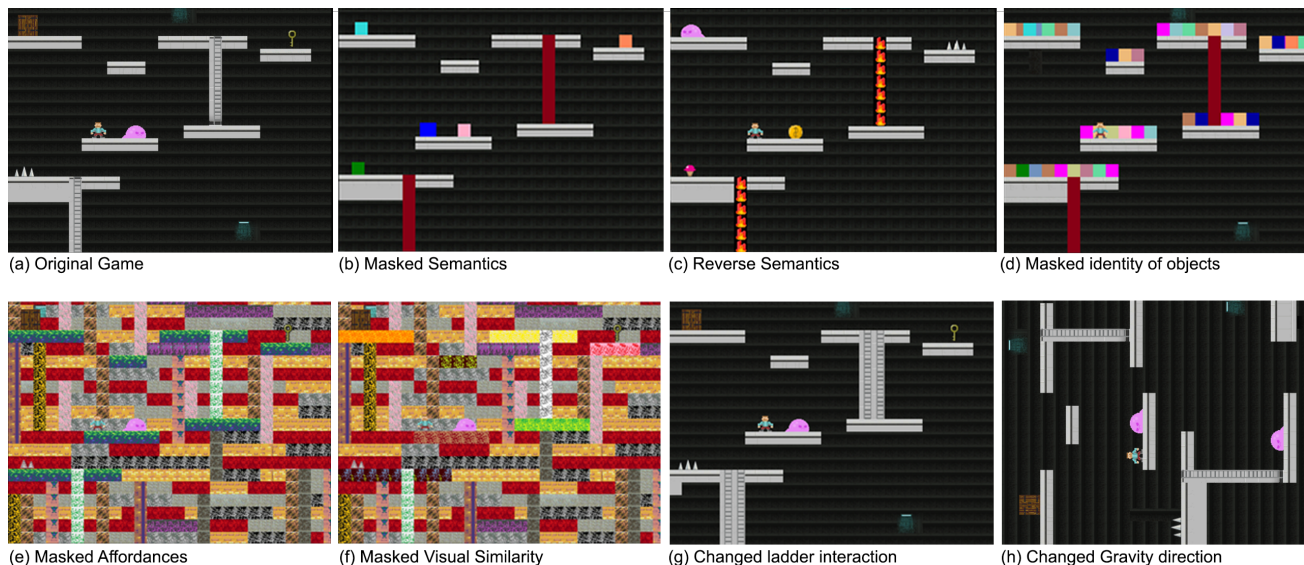 (a) Original Game
(b) Masked Semantics
(c) Reverse Semantics
(d) Masked identity of objects
(e) Masked Affordances
(f) Masked Visual Similarity
(g) Changed ladder interaction
(h) Changed Gravity direction